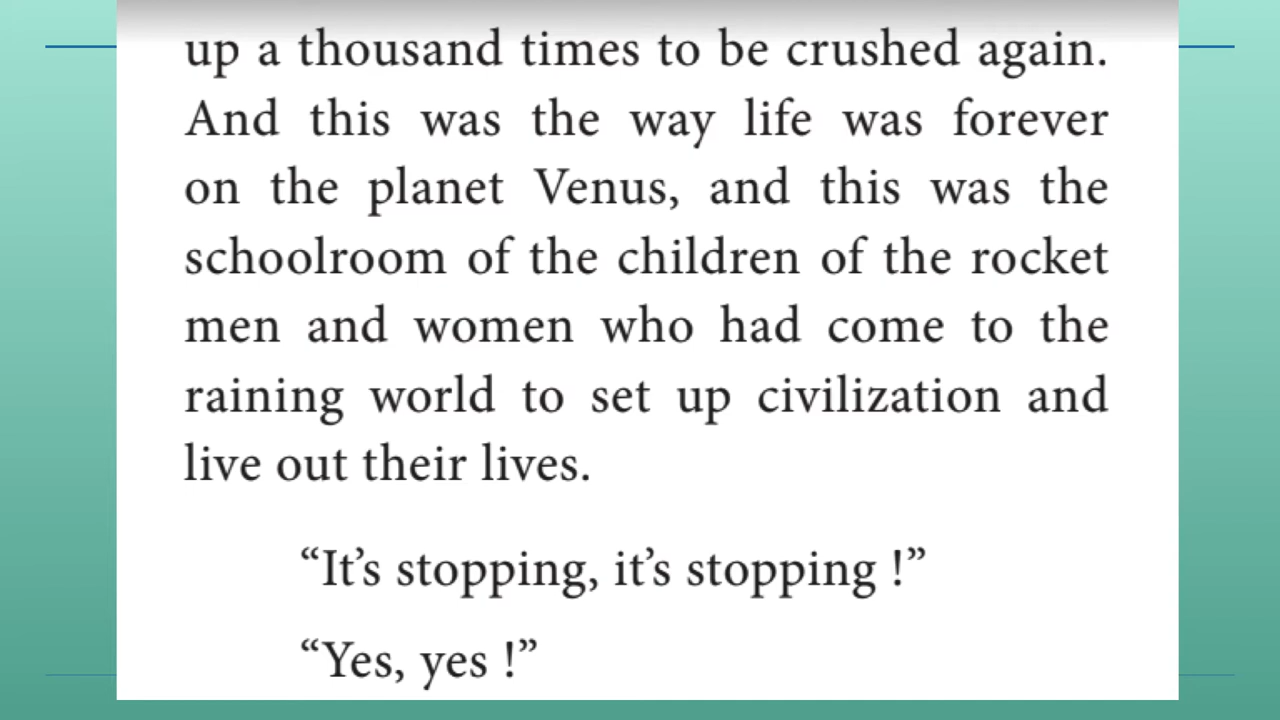 up a thousand times to be crushed again.
And this was the way life was forever
on the planet Venus, and this was the
schoolroom of the children of the rocket
men and women who had come to the
raining world to set up civilization and
live out their lives.
“It’s stopping, it’s stopping !”
“Yes, yes !”